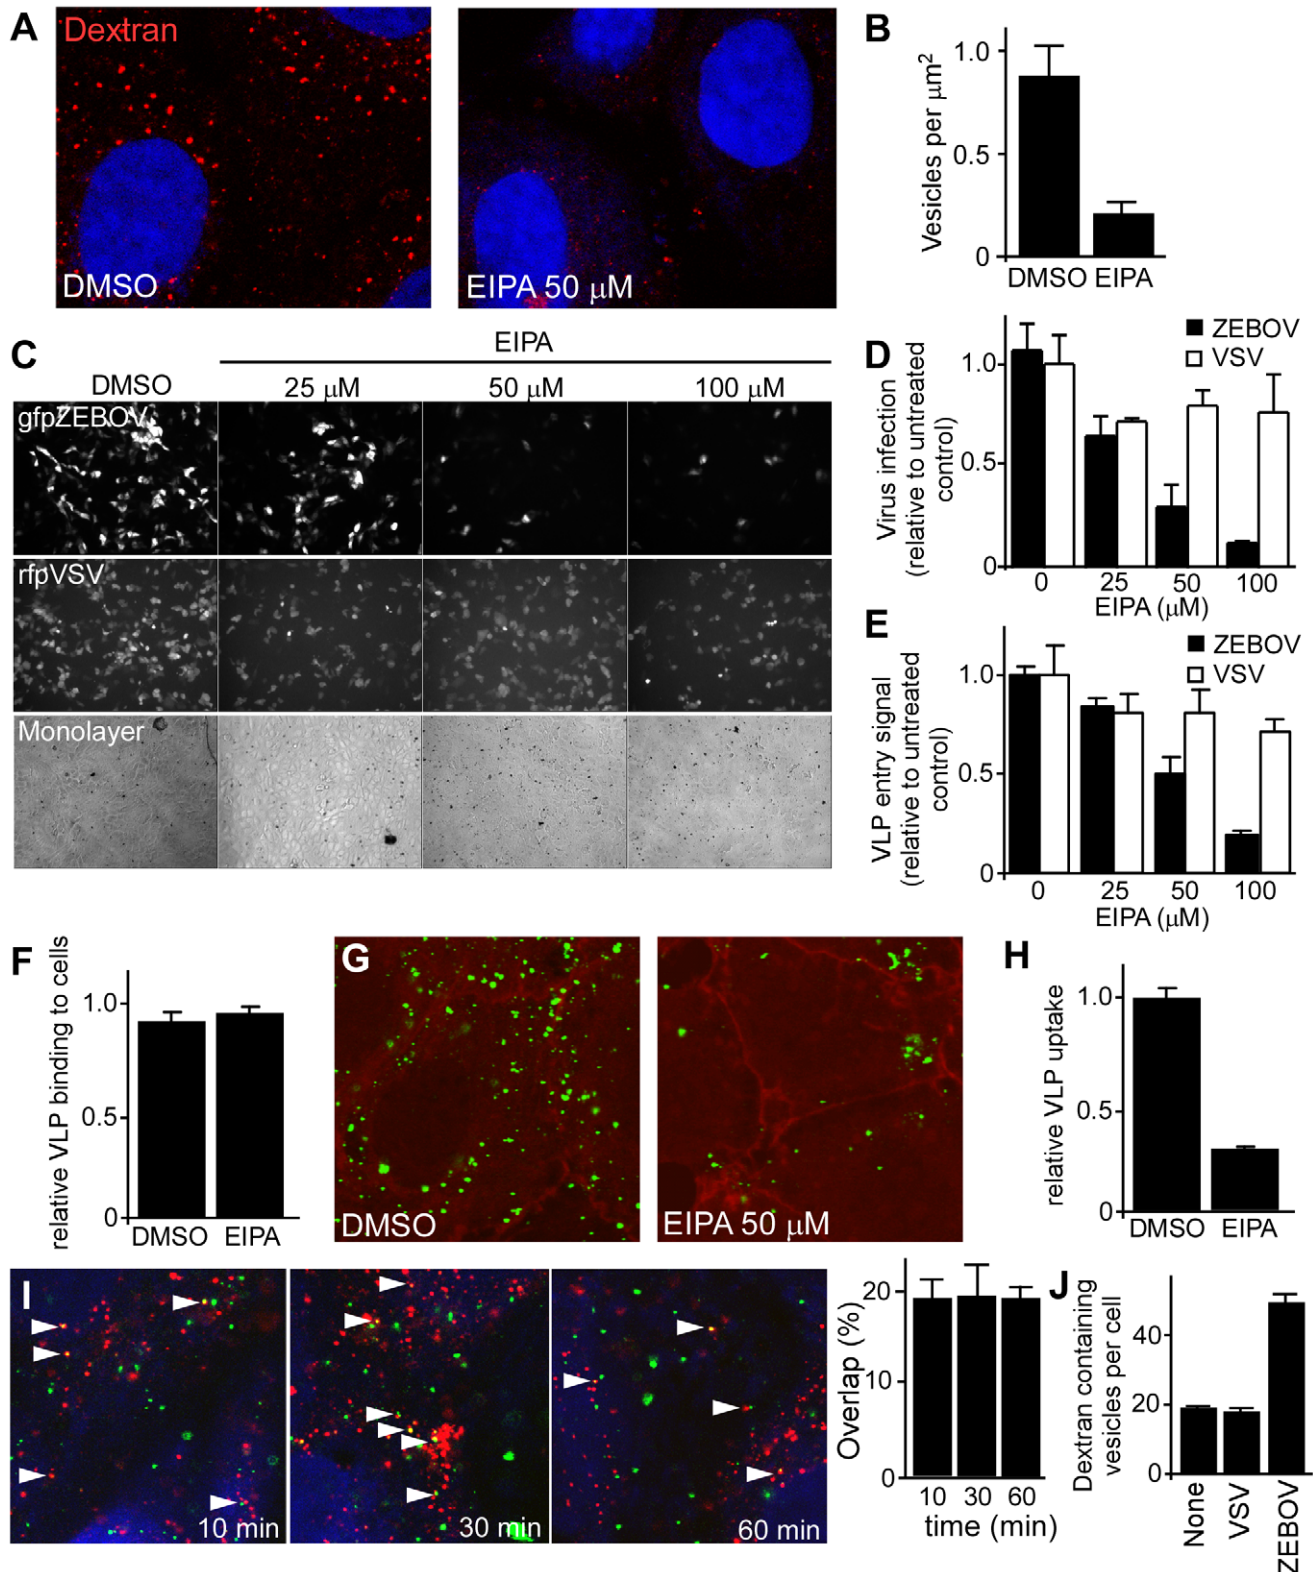 A
Dextran
DMSO
EIPA 50 μM
B
Vesicles per μm2
1.0
0.5
0
DMSO EIPA
C
EIPA
DMSO
25 μM
50 μM
100 μM
gfpZEBOV
rfpVSV
Monolayer
D
ZEBOV
VSV
Virus infection
(relative to untreated
control)
1.0
0.5
0
0 25 50 100
EIPA (μM)
E
ZEBOV
VSV
VLP entry signal
(relative to untreated
control)
1.0
0.5
0
0 25 50 100
EIPA (μM)
F
relative VLP binding to cells
1.0
0.5
0
DMSO EIPA
G
DMSO
EIPA 50 μM
H
relative VLP uptake
1.0
0.5
0
DMSO EIPA
I
10 min
30 min
60 min
Overlap (%)
20
10
0
10 30 60
time (min)
J
Dextran containing
vesicles per cell
40
20
0
None
VSV
ZEBOV